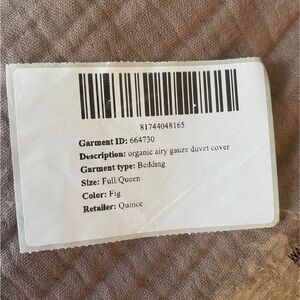 81744048165
Garment ID: 664730
Description: organic airy gauze duvet cover
Garment type: Bedding
Size: Full/Queen
Color: Fig
Retailer: Quince